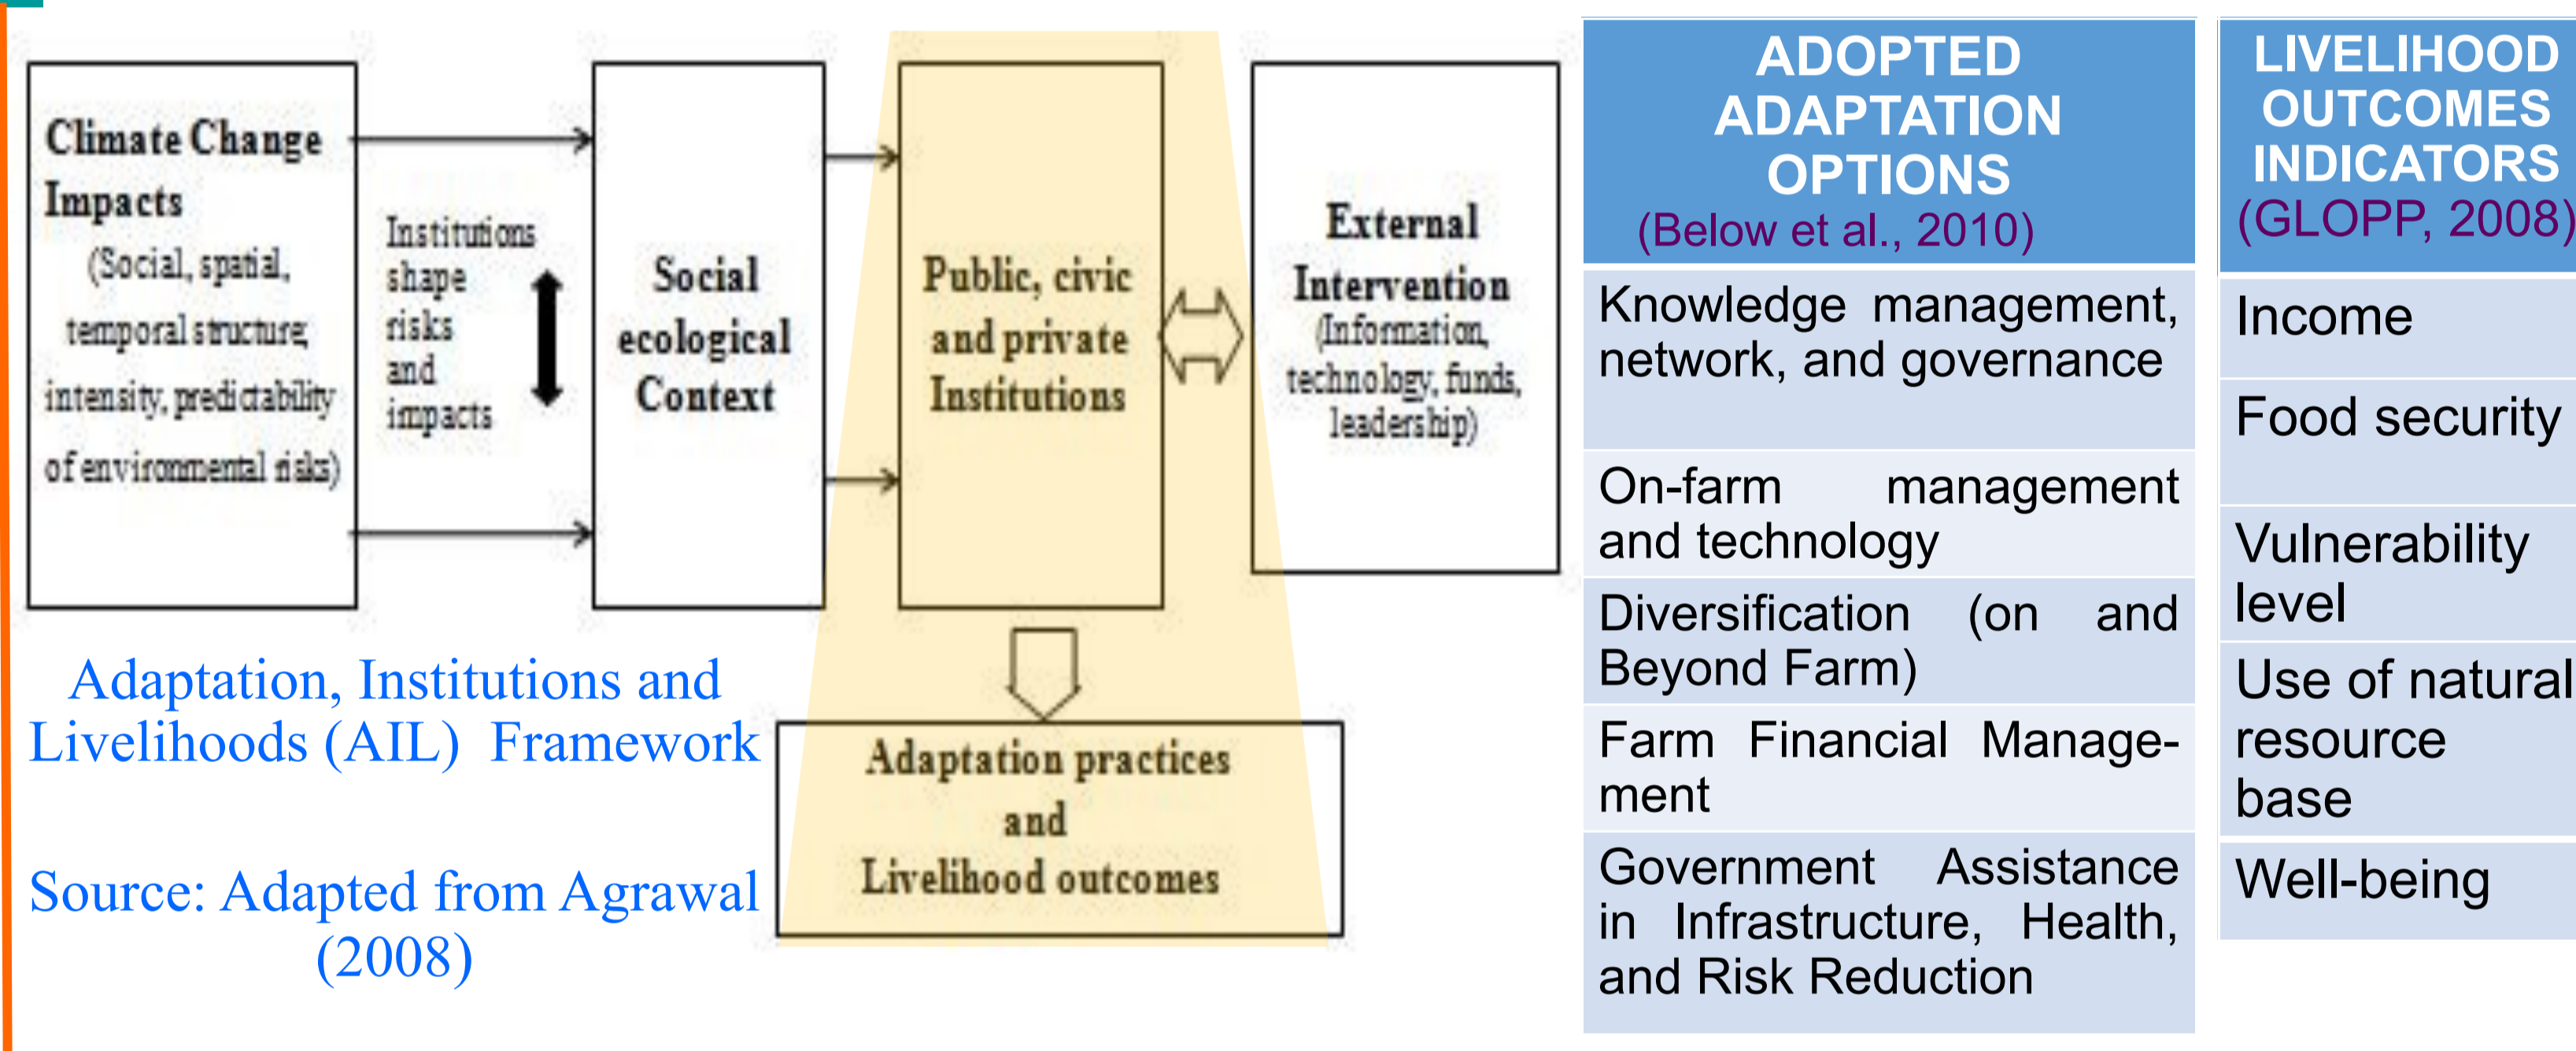 Climate Change
Impacts
(Social, spatial,
temporal structure;
intensity, predictability
of environmental risks)
Institutions
shape
risks
and
impacts
Social
ecological
Context
Public, civic
and private
Institutions
External
Intervention
(Information,
technology, funds,
leadership)
Adaptation practices
and
Livelihood outcomes
Adaptation, Institutions and
Livelihoods (AIL) Framework
Source: Adapted from Agrawal
(2008)
ADOPTED
ADAPTATION
OPTIONS
(Below et al., 2010)
Knowledge management,
network, and governance
On-farm management
and technology
Diversification (on and
Beyond Farm)
Farm Financial Manage-
ment
Government Assistance
in Infrastructure, Health,
and Risk Reduction
LIVELIHOOD
OUTCOMES
INDICATORS
(GLOPP, 2008)
Income
Food security
Vulnerability
level
Use of natural
resource
base
Well-being